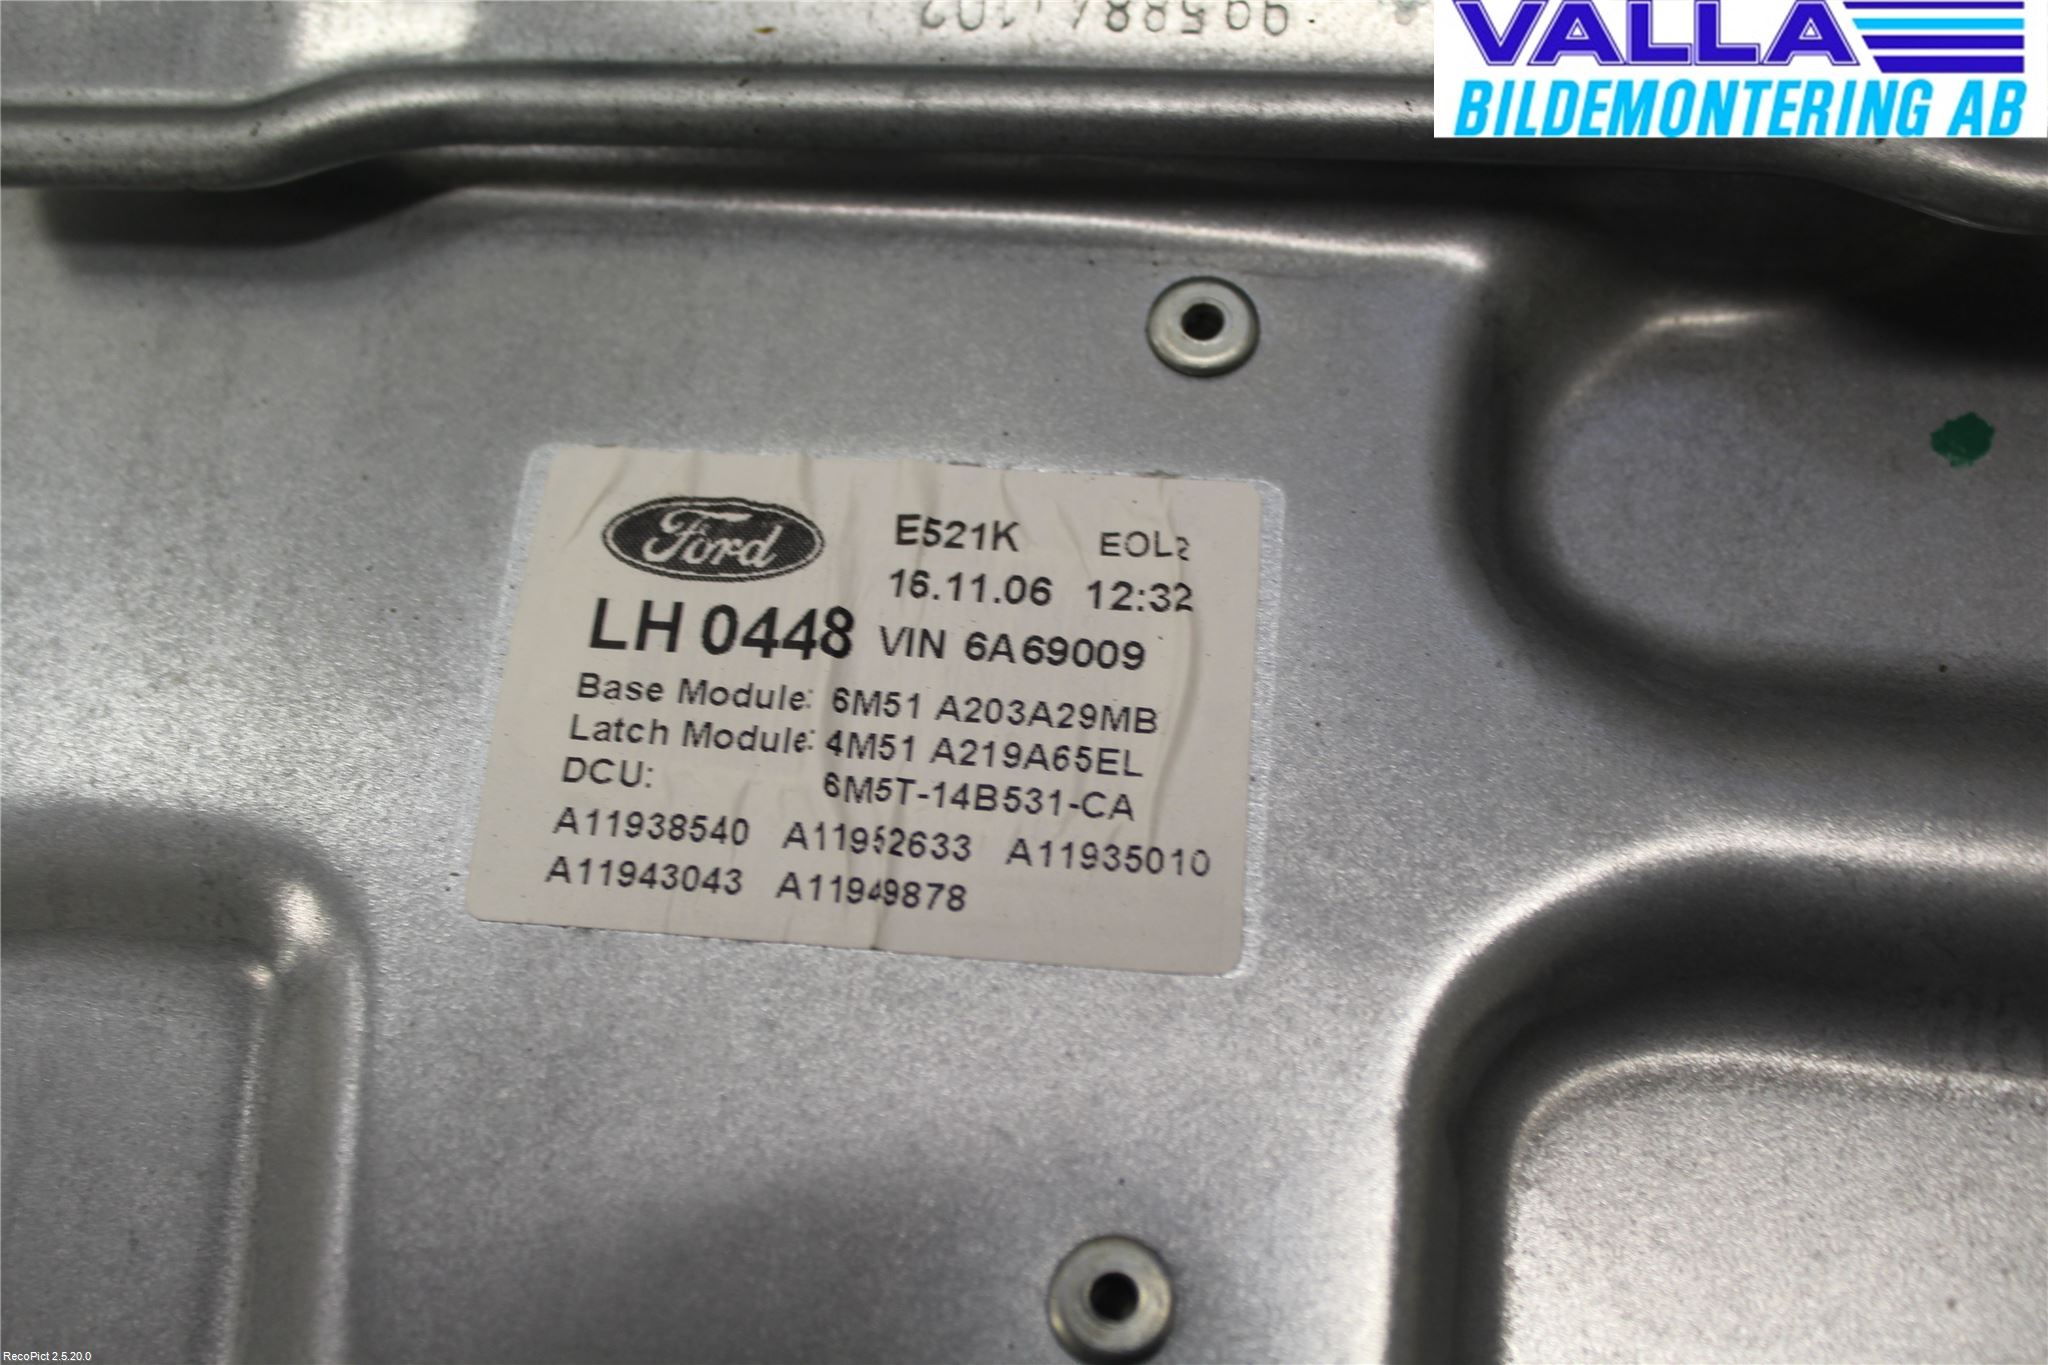 VALLA
BILDEMONTERING AB
Ford
E521K EOL2
16.11.06 12:32
LH 0448 VIN 6A69009
Base Module: 6M51 A203A29MB
Latch Module: 4M51 A219A65EL
DCU: 6M5T-14B531-CA
A11938540 A11952633 A11935010
A11943043 A11949878
RecoPict 2.5.20.0